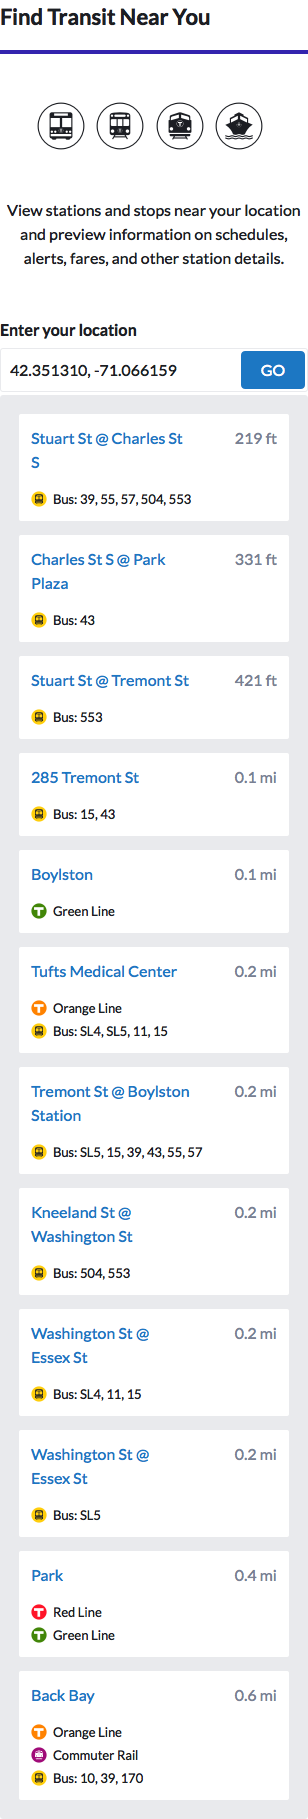 Find Transit Near You
View stations and stops near your location
and preview information on schedules,
alerts, fares, and other station details.
Enter your location
42.351310, -71.066159 GO
Stuart St @ Charles St 219 ft
S
Bus: 39, 55, 57, 504, 553
Charles St S @ Park 331 ft
Plaza
Bus: 43
Stuart St @ Tremont St 421 ft
Bus: 553
285 Tremont St 0.1 mi
Bus: 15, 43
Boylston 0.1 mi
T Green Line
Tufts Medical Center 0.2 mi
T Orange Line
Bus: SL4, SL5, 11, 15
Tremont St @ Boylston 0.2 mi
Station
Bus: SL5, 15, 39, 43, 55, 57
Kneeland St @ 0.2 mi
Washington St
Bus: 504, 553
Washington St @ 0.2 mi
Essex St
Bus: SL4, 11, 15
Washington St @ 0.2 mi
Essex St
Bus: SL5
Park 0.4 mi
T Red Line
T Green Line
Back Bay 0.6 mi
T Orange Line
Commuter Rail
Bus: 10, 39, 170